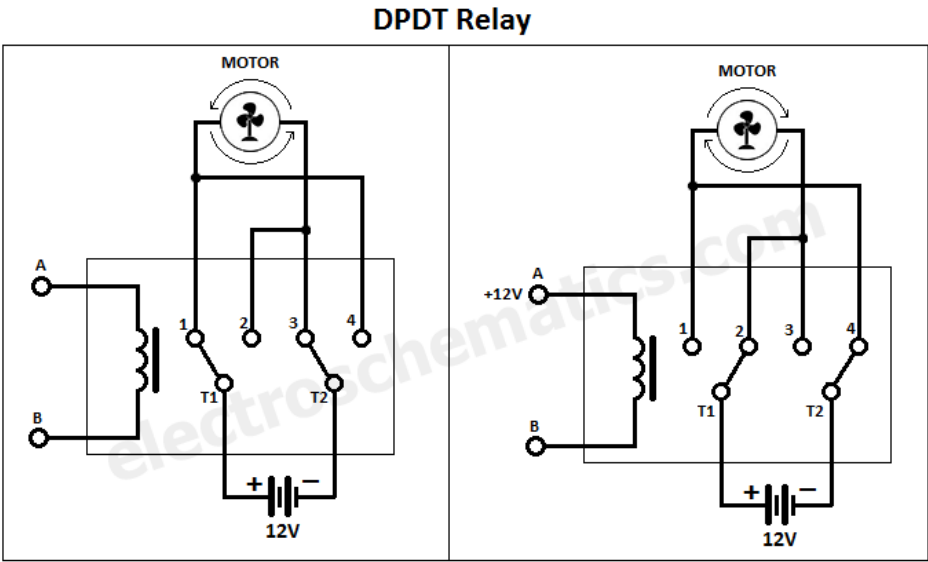 DPDT Relay
MOTOR
A
B
1
2
3
4
T1
T2
+
−
12V
MOTOR
A
+12V
B
1
2
3
4
T1
T2
+
−
12V
electroschematics.com